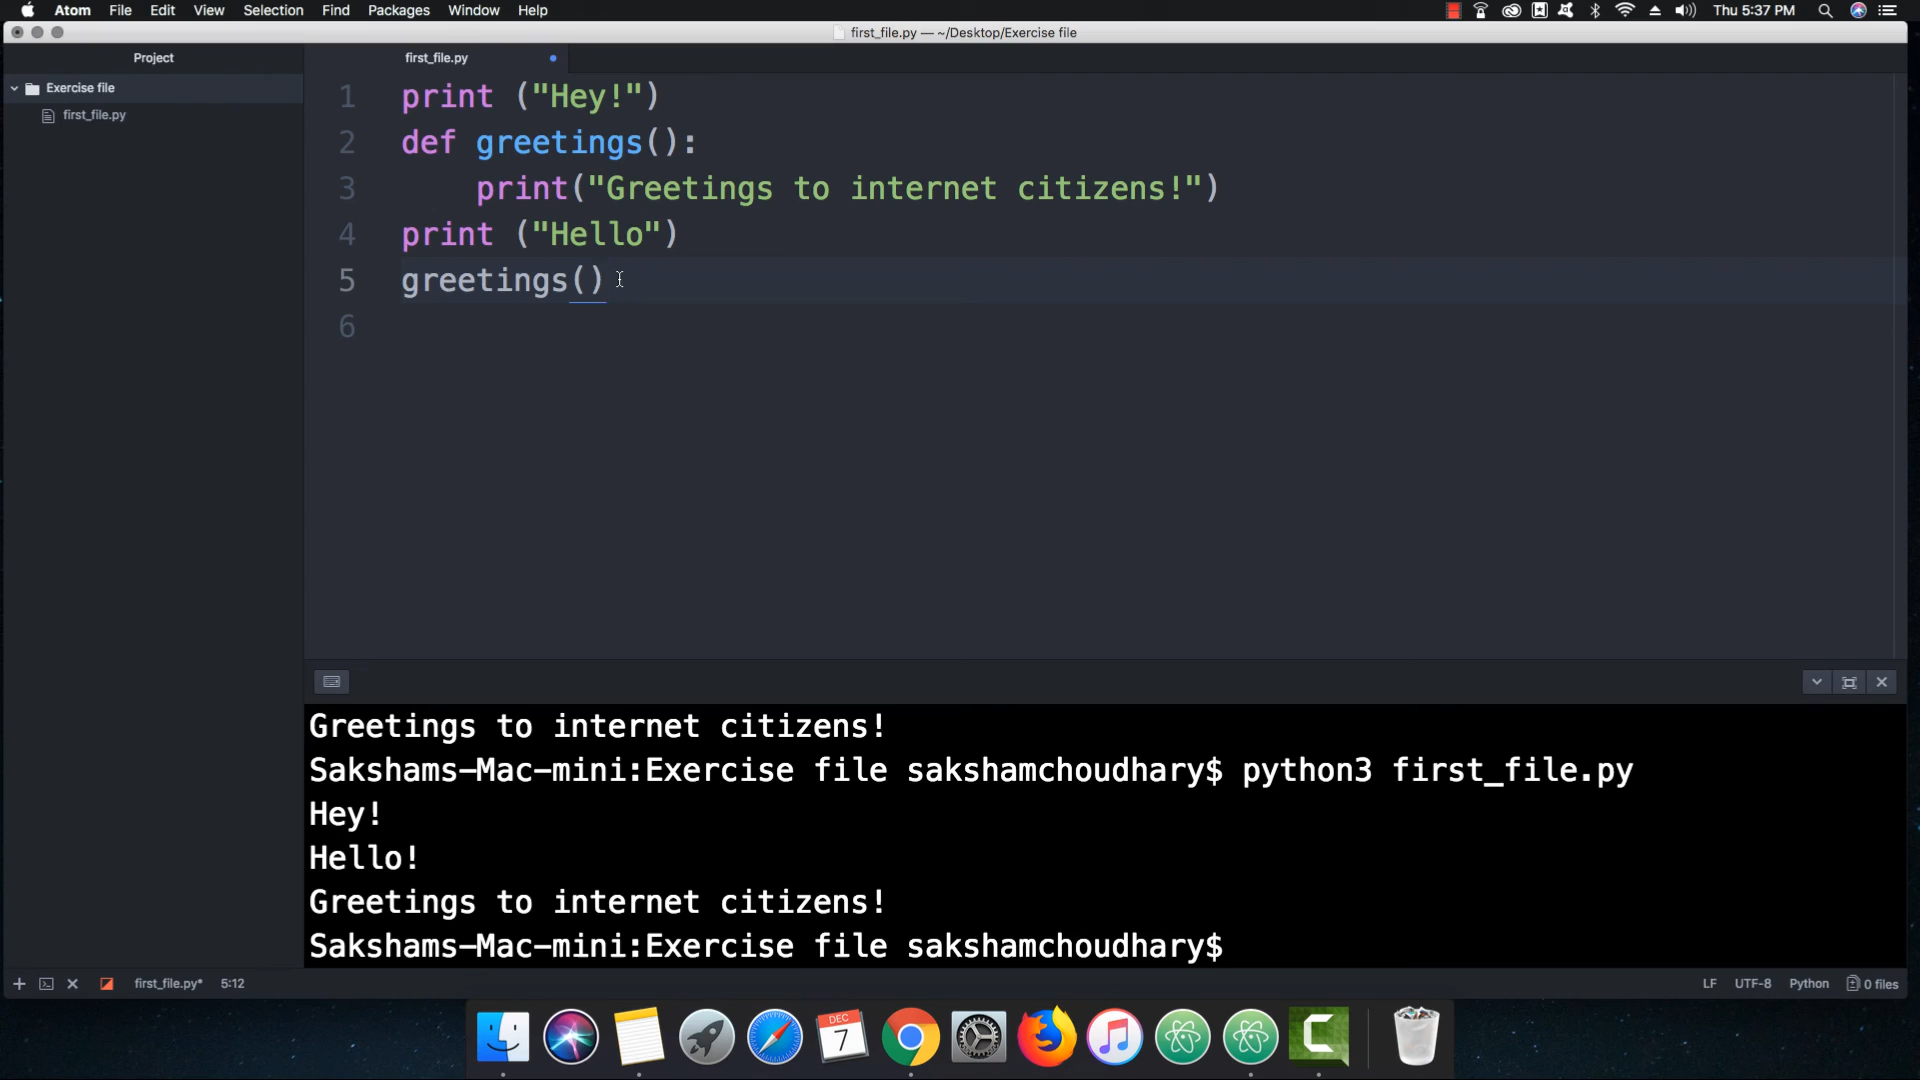 Atom File Edit View Selection Find Packages Window Help Thu 5:37 PM
first_file.py — ~/Desktop/Exercise file
Project
first_file.py
Exercise file
first_file.py
1 print ("Hey!")
2 def greetings():
3     print("Greetings to internet citizens!")
4 print ("Hello")
5 greetings()
6
Greetings to internet citizens!
Sakshams-Mac-mini:Exercise file sakshamchoudhary$ python3 first_file.py
Hey!
Hello!
Greetings to internet citizens!
Sakshams-Mac-mini:Exercise file sakshamchoudhary$
first_file.py* 5:12 LF UTF-8 Python 0 files
DEC
7